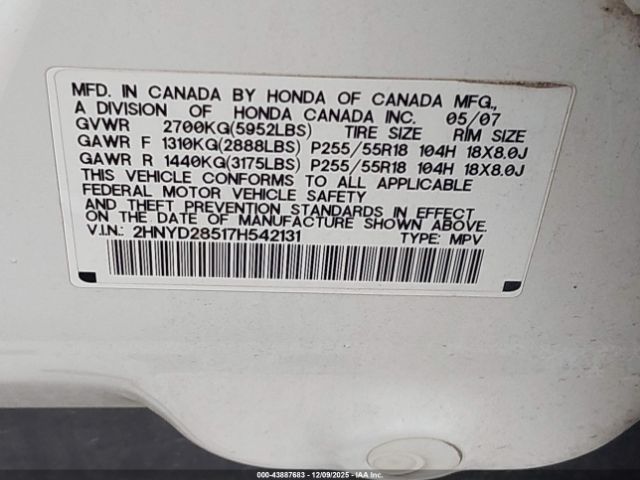 MFD. IN CANADA BY HONDA OF CANADA MFG.,
A DIVISION OF HONDA CANADA INC. 05/07
GVWR 2700KG(5952LBS) TIRE SIZE RIM SIZE
GAWR F 1310KG(2888LBS) P255/55R18 104H 18X8.0J
GAWR R 1440KG(3175LBS) P255/55R18 104H 18X8.0J
THIS VEHICLE CONFORMS TO ALL APPLICABLE
FEDERAL MOTOR VEHICLE SAFETY
AND THEFT PREVENTION STANDARDS IN EFFECT
ON THE DATE OF MANUFACTURE SHOWN ABOVE.
V.I.N.: 2HNYD28517H542131 TYPE: MPV
000-43887683 - 12/09/2025 - IAAI.COM